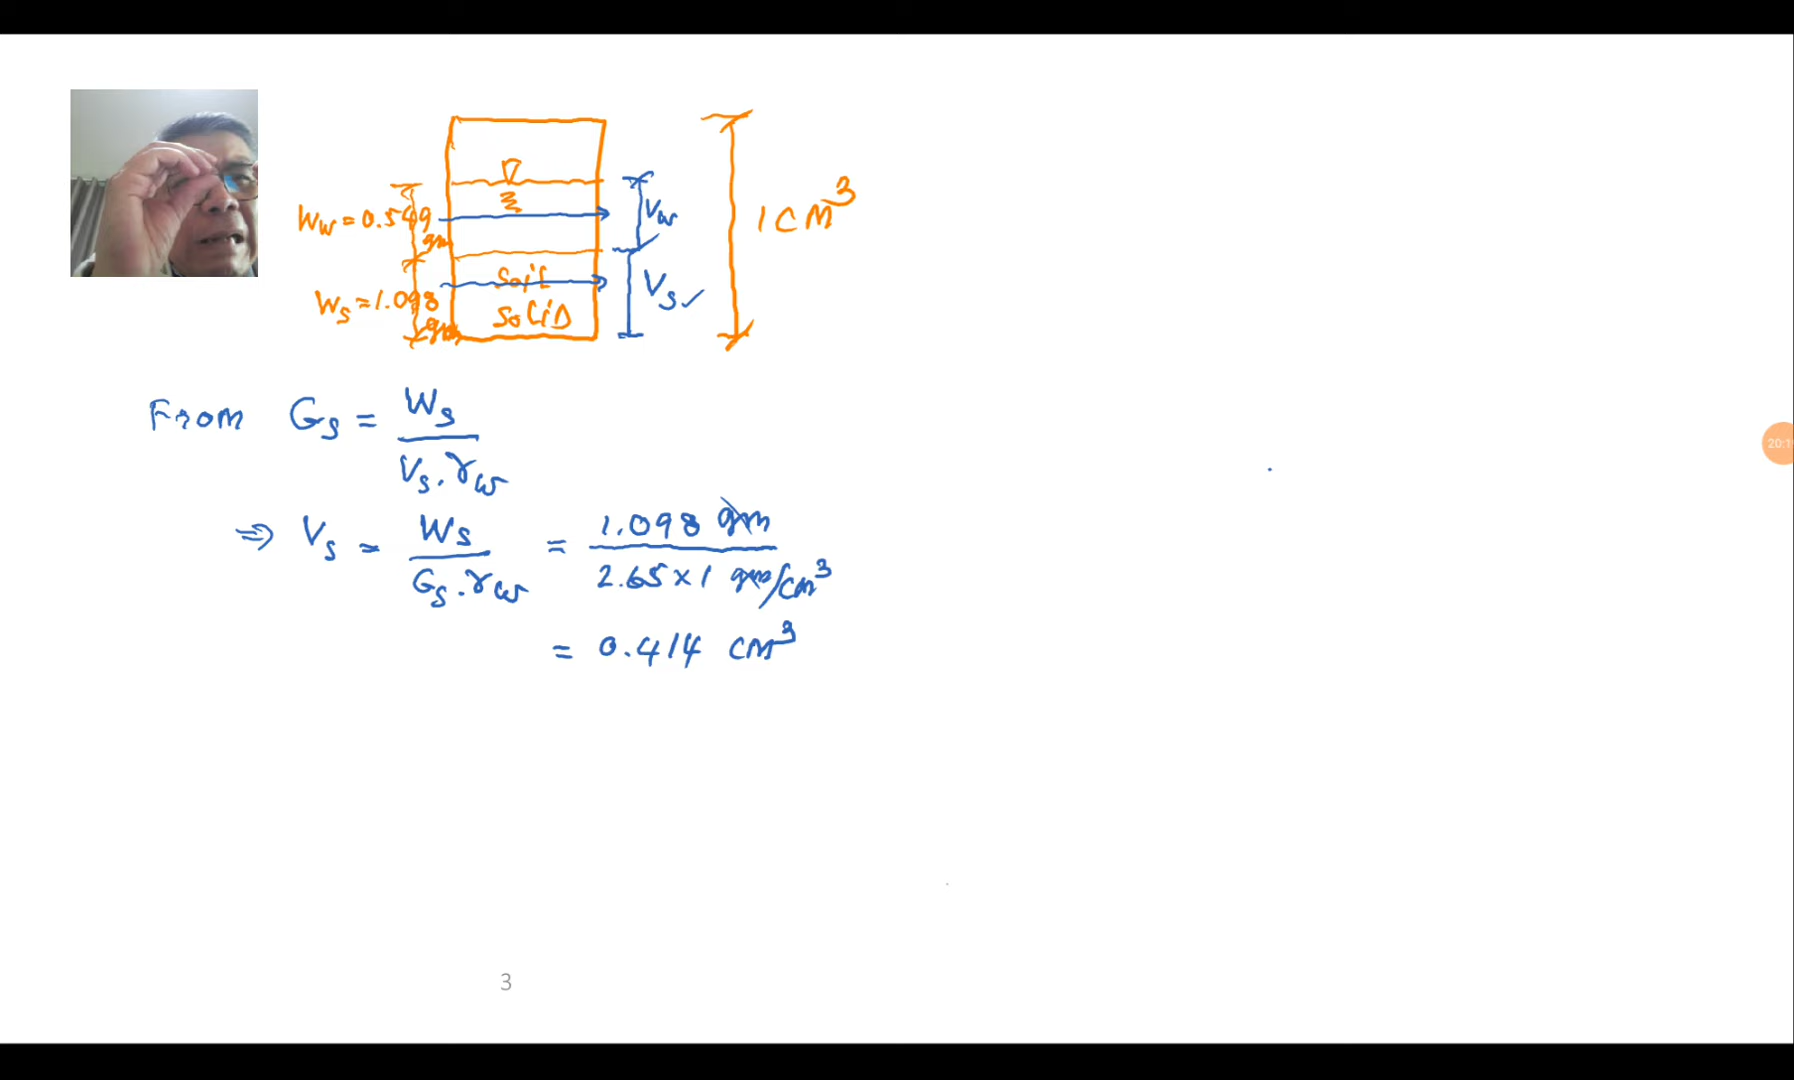 Ww = 0.549 gm
Vw
1 CM³
SOIL
SOLID
Ws = 1.098 gm
Vs ✓
From Gs = Ws / Vs . γw
⇒ Vs = Ws / Gs . γw = 1.098 gm / 2.65 × 1 gm/cm³
= 0.414 cm³
3